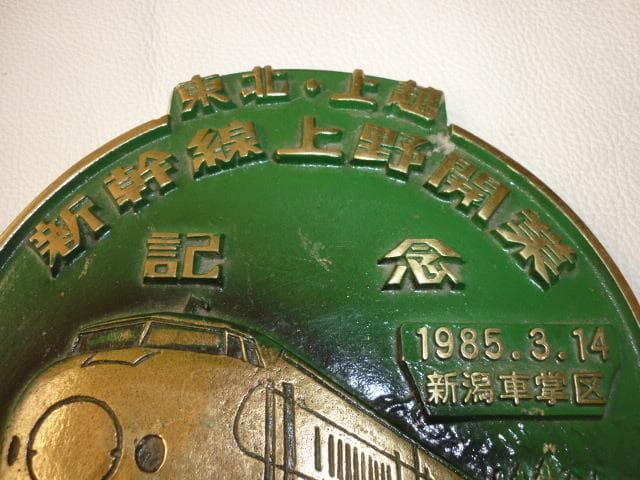 東北・上越
新幹線上野開業
記念
1985.3.14
新潟車掌区